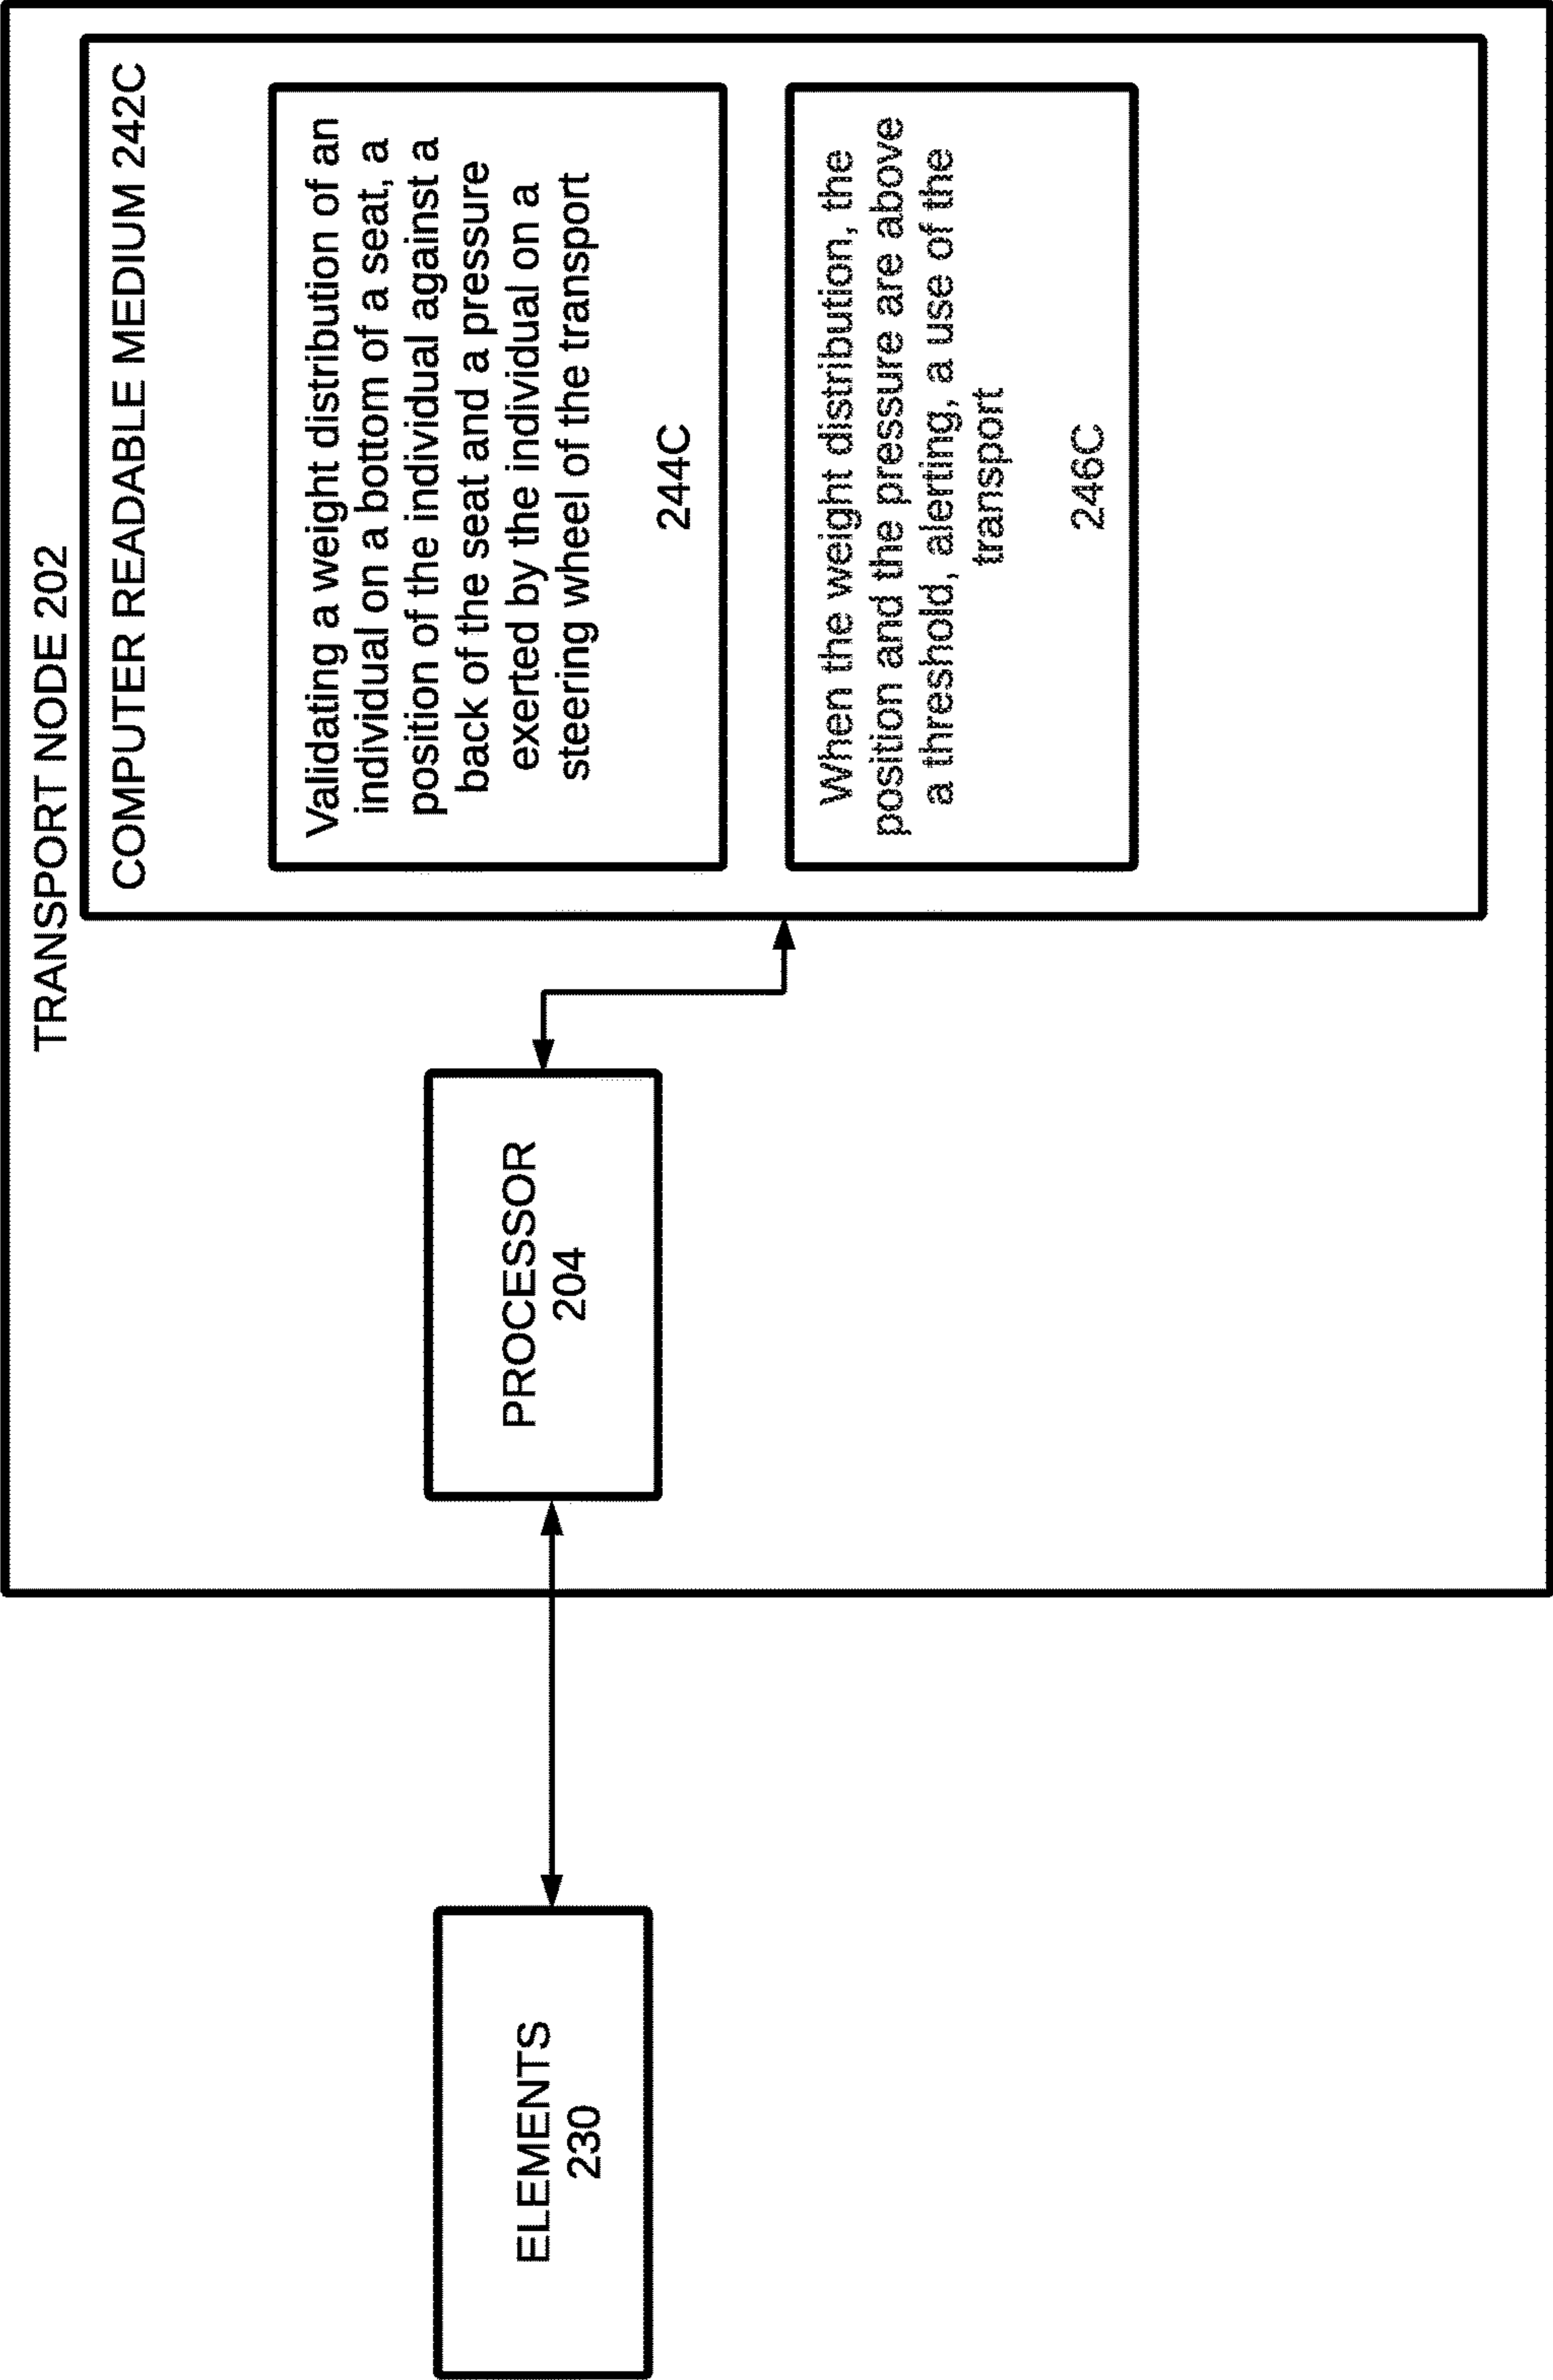 TRANSPORT NODE 202
COMPUTER READABLE MEDIUM 242C
Validating a weight distribution of an
individual on a bottom of a seat, a
position of the individual against a
back of the seat and a pressure
exerted by the individual on a
steering wheel of the transport
244C
When the weight distribution, the
position and the pressure are above
a threshold, alerting, a use of the
transport
246C
PROCESSOR
204
ELEMENTS
230